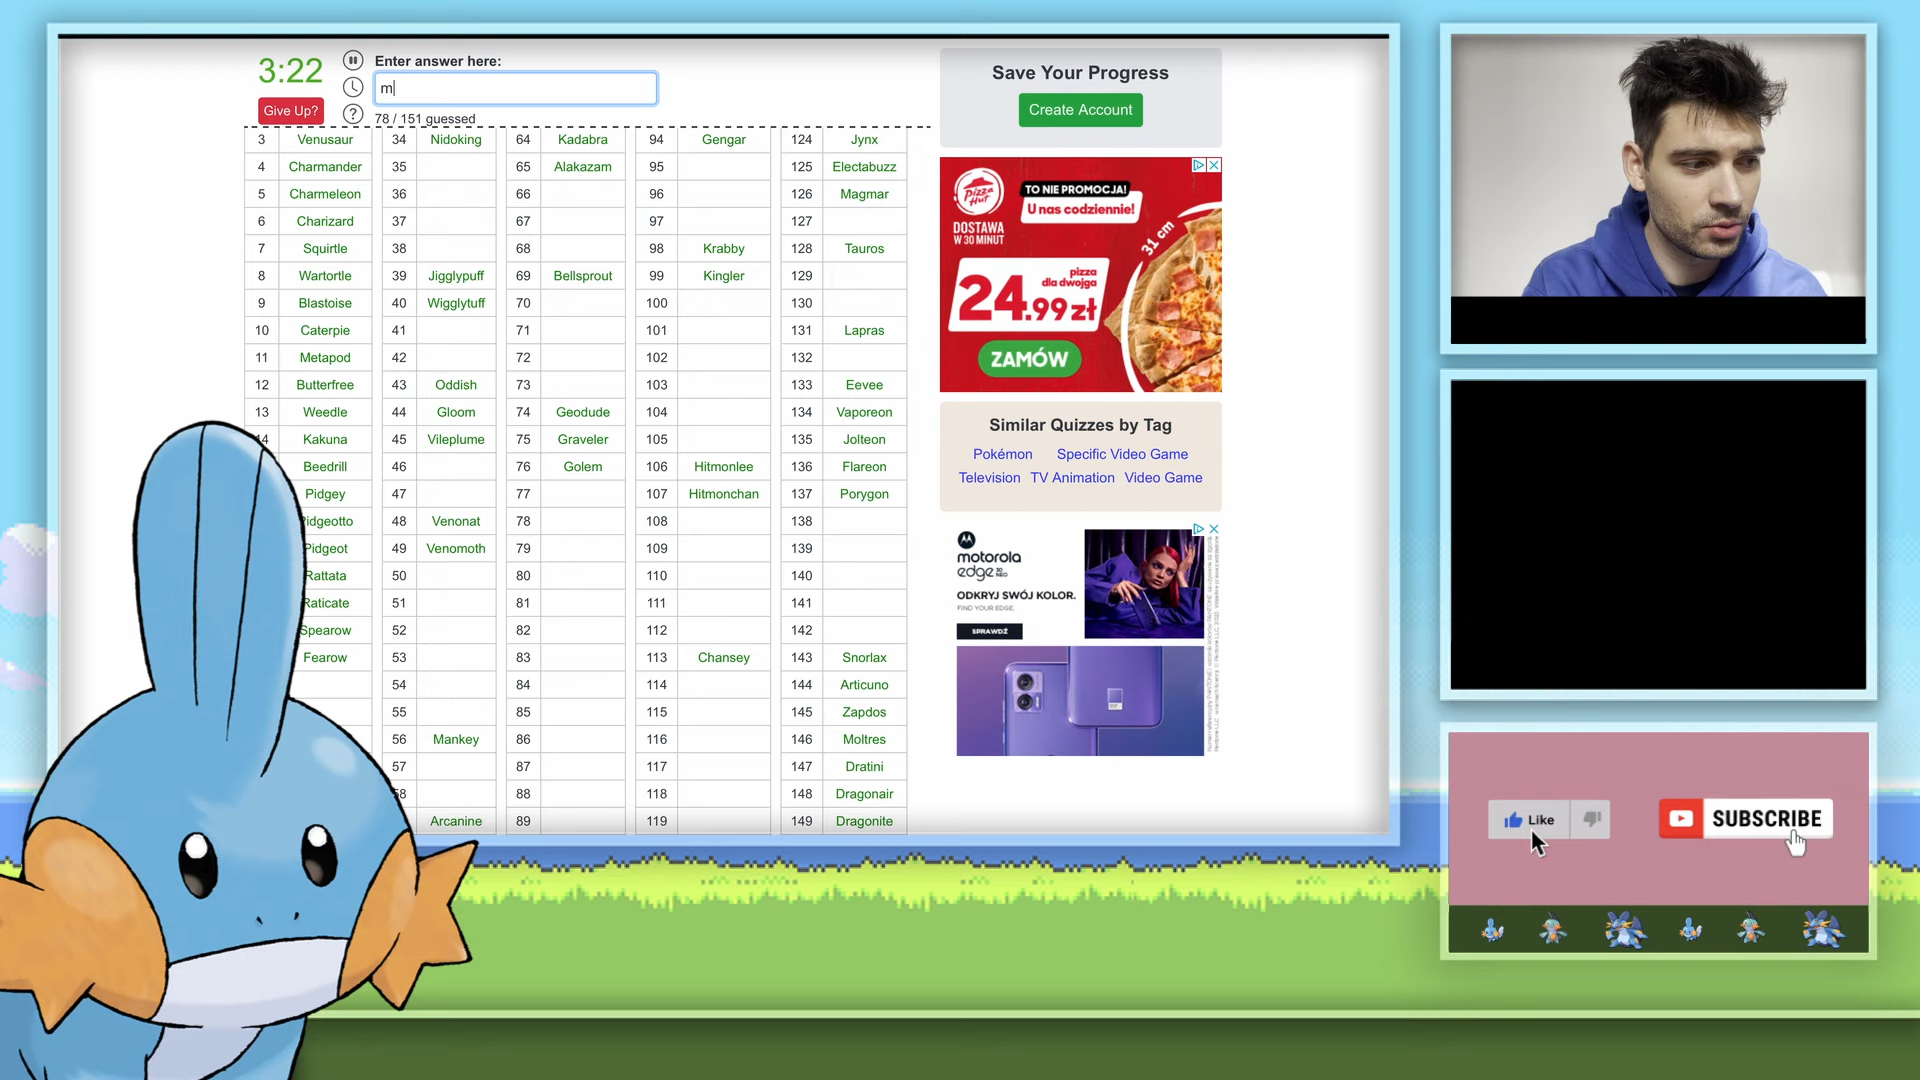 3:22
Give Up?
Enter answer here:
m
78 / 151 guessed
3 Venusaur 34 Nidoking 64 Kadabra 94 Gengar 124 Jynx
4 Charmander 35 65 Alakazam 95 125 Electabuzz
5 Charmeleon 36 66 96 126 Magmar
6 Charizard 37 67 97 127
7 Squirtle 38 68 98 Krabby 128 Tauros
8 Wartortle 39 Jigglypuff 69 Bellsprout 99 Kingler 129
9 Blastoise 40 Wigglytuff 70 100 130
10 Caterpie 41 71 101 131 Lapras
11 Metapod 42 72 102 132
12 Butterfree 43 Oddish 73 103 133 Eevee
13 Weedle 44 Gloom 74 Geodude 104 134 Vaporeon
14 Kakuna 45 Vileplume 75 Graveler 105 135 Jolteon
Beedrill 46 76 Golem 106 Hitmonlee 136 Flareon
Pidgey 47 77 107 Hitmonchan 137 Porygon
Pidgeotto 48 Venonat 78 108 138
Pidgeot 49 Venomoth 79 109 139
Rattata 50 80 110 140
Raticate 51 81 111 141
Spearow 52 82 112 142
Fearow 53 83 113 Chansey 143 Snorlax
54 84 114 144 Articuno
55 85 115 145 Zapdos
56 Mankey 86 116 146 Moltres
57 87 117 147 Dratini
58 88 118 148 Dragonair
Arcanine 89 119 149 Dragonite
Save Your Progress
Create Account
Pizza Hut
TO NIE PROMOCJA!
U nas codziennie!
DOSTAWA
W 30 MINUT
31 cm
pizza
dla dwojga
24.99 zł
ZAMÓW
Similar Quizzes by Tag
Pokémon Specific Video Game
Television TV Animation Video Game
motorola
edge 30 NEO
ODKRYJ SWÓJ KOLOR.
FIND YOUR EDGE.
SPRAWDŹ
Like
SUBSCRIBE